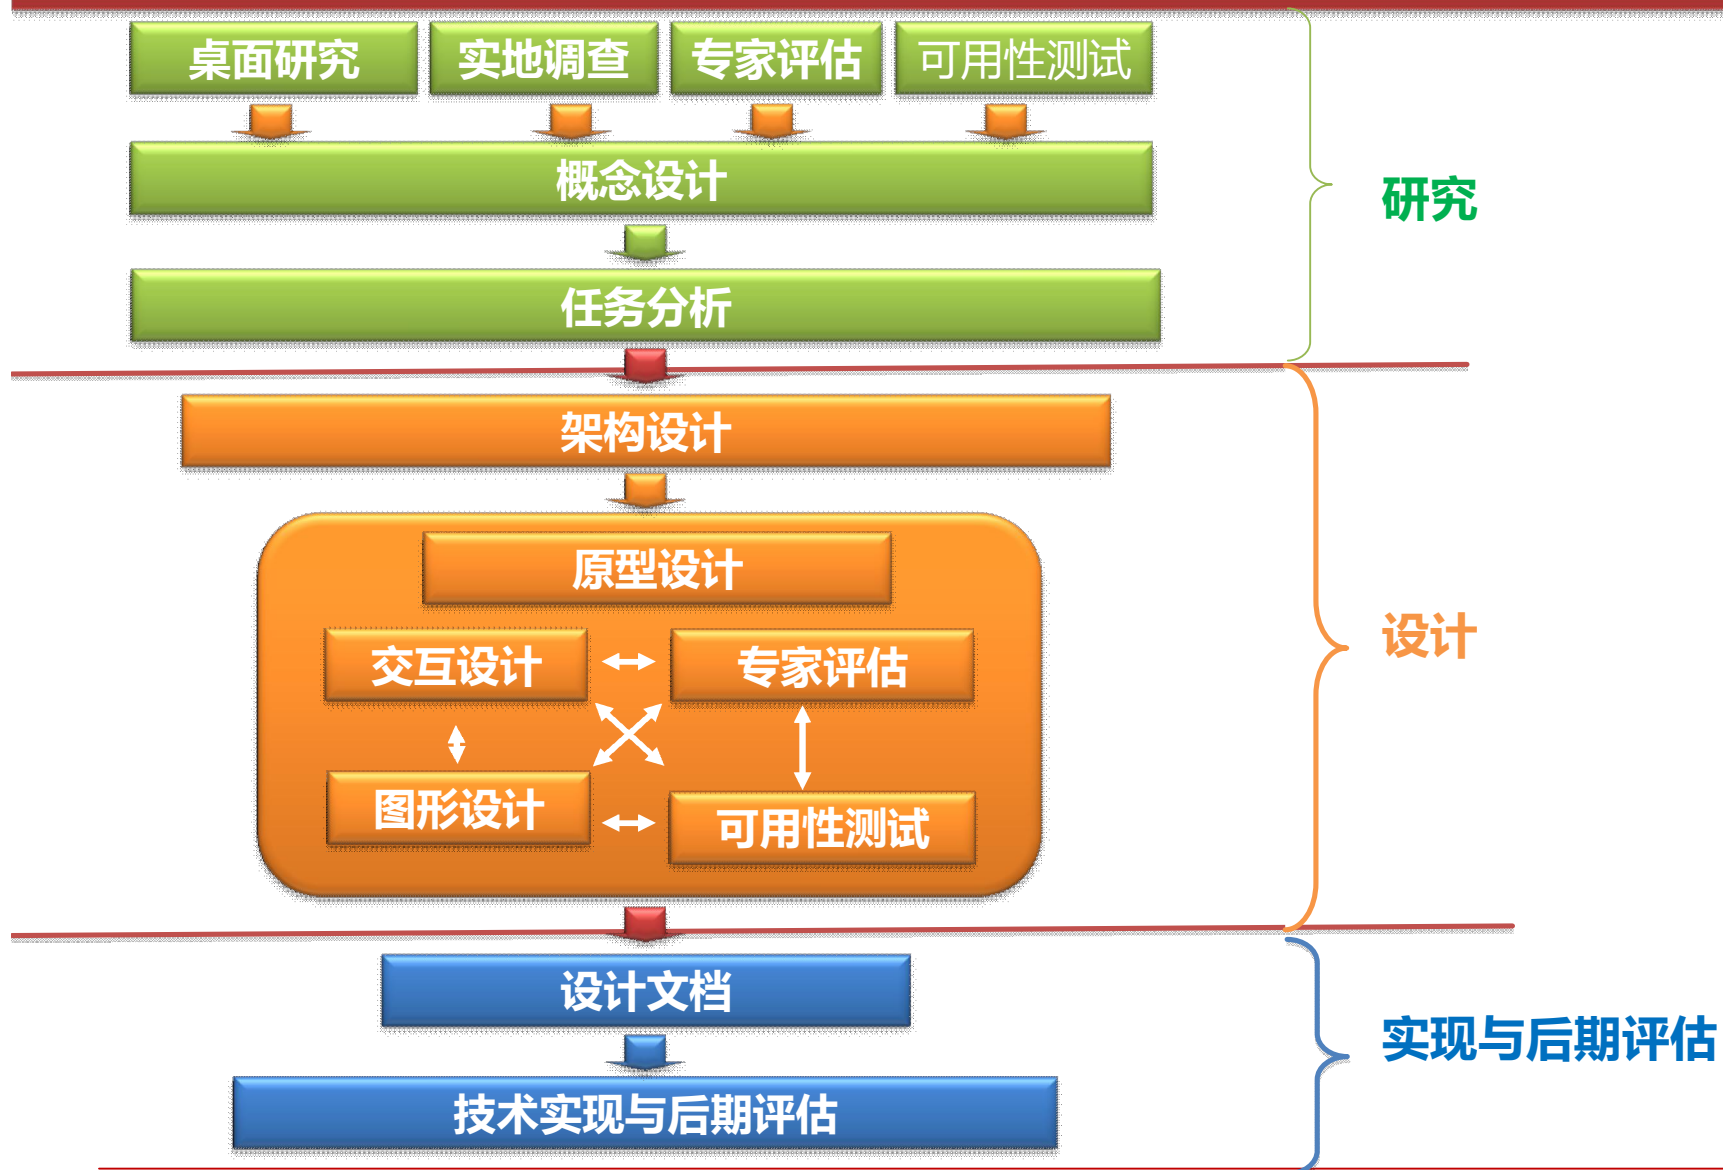 桌面研究
实地调查
专家评估
可用性测试
概念设计
研究
任务分析
架构设计
原型设计
设计
交互设计
专家评估
图形设计
可用性测试
设计文档
实现与后期评估
技术实现与后期评估